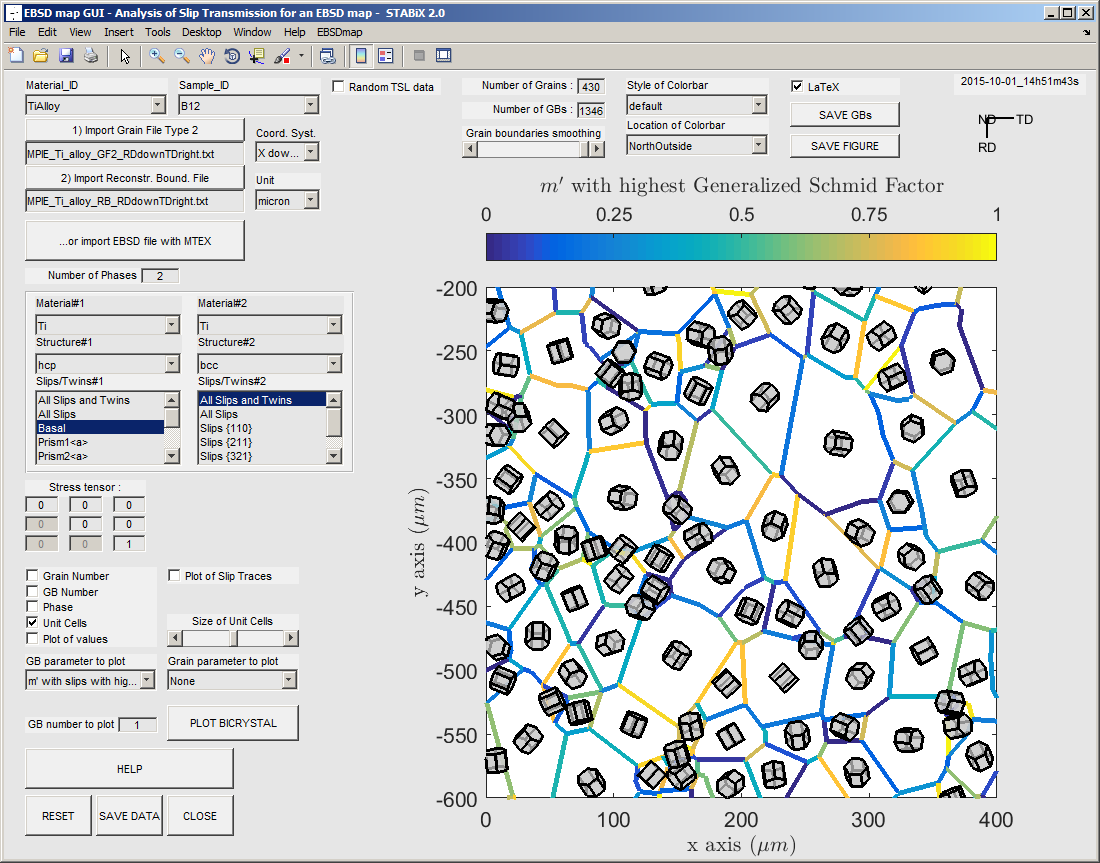 EBSD map GUI - Analysis of Slip Transmission for an EBSD map - STABiX 2.0
File Edit View Insert Tools Desktop Window Help EBSDmap
Material_ID Sample_ID
TiAlloy B12
Random TSL data
Number of Grains : 430
Number of GBs : 1346
Grain boundaries smoothing
Style of Colorbar
default
Location of Colorbar
NorthOutside
LaTeX
SAVE GBs
SAVE FIGURE
2015-10-01_14h51m43s
ND TD
RD
1) Import Grain File Type 2
MPIE_Ti_alloy_GF2_RDdownTDright.txt
2) Import Reconstr. Bound. File
MPIE_Ti_alloy_RB_RDdownTDright.txt
Coord. Syst.
X dow...
Unit
micron
...or import EBSD file with MTEX
Number of Phases 2
Material#1 Material#2
Ti Ti
Structure#1 Structure#2
hcp bcc
Slips/Twins#1 Slips/Twins#2
All Slips and Twins All Slips and Twins
All Slips All Slips
Basal Slips {110}
Prism1<a> Slips {211}
Prism2<a> Slips {321}
Stress tensor :
0 0 0
0 0 0
0 0 1
Grain Number
GB Number
Phase
Unit Cells
Plot of values
Plot of Slip Traces
Size of Unit Cells
GB parameter to plot Grain parameter to plot
m' with slips with hig... None
GB number to plot 1
PLOT BICRYSTAL
HELP
RESET SAVE DATA CLOSE
m′ with highest Generalized Schmid Factor
0 0.25 0.5 0.75 1
-200
-250
-300
-350
-400
-450
-500
-550
-600
y axis (μm)
0 100 200 300 400
x axis (μm)